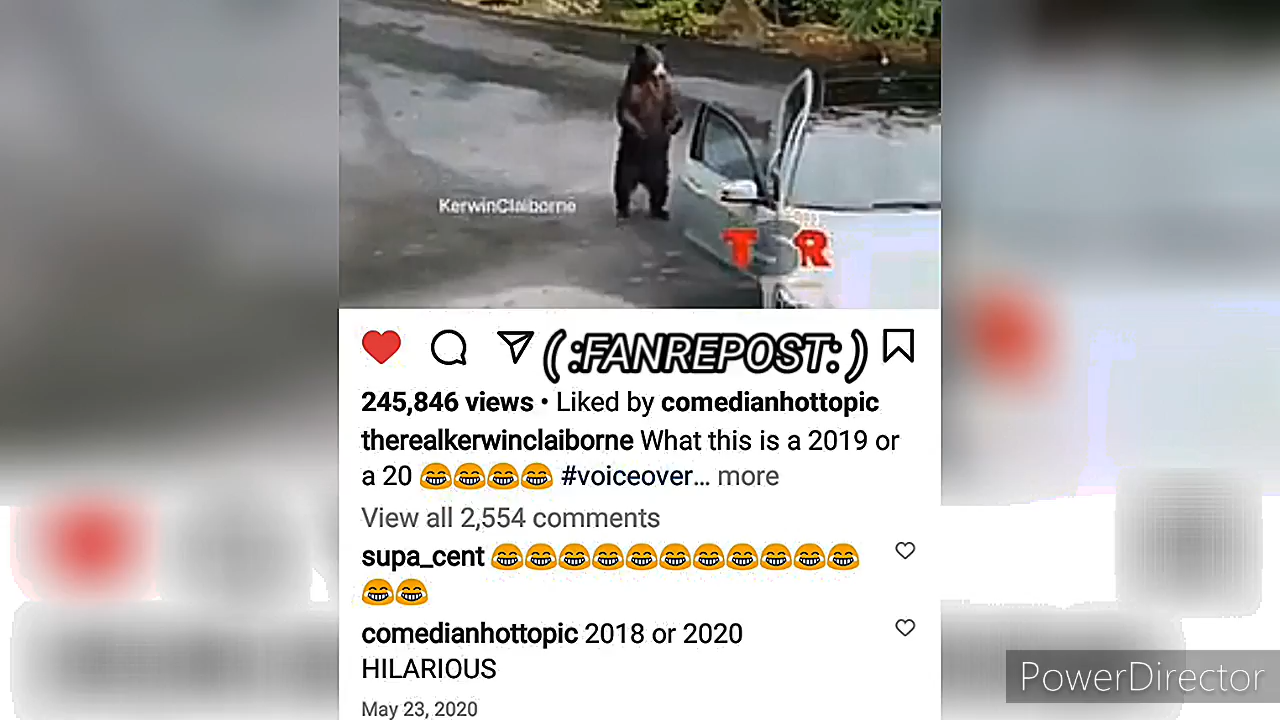 KerwinClaiborne
TSR
( :FANREPOST: )
245,846 views • Liked by comedianhottopic
therealkerwinclaiborne What this is a 2019 or
a 20 😂😂😂😂 #voiceover... more
View all 2,554 comments
supa_cent 😂😂😂😂😂😂😂😂😂😂😂
😂😂
comedianhottopic 2018 or 2020
HILARIOUS
May 23, 2020
PowerDirector